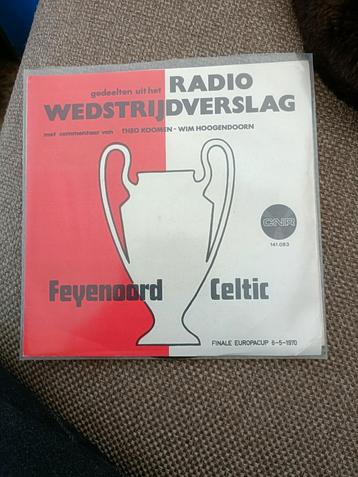 gedeelten uit het RADIO
WEDSTRIJDVERSLAG
met commentaar van THEO KOOMEN - WIM HOOGENDOORN
CNR
141.083
Feyenoord Celtic
FINALE EUROPACUP 6-5-1970